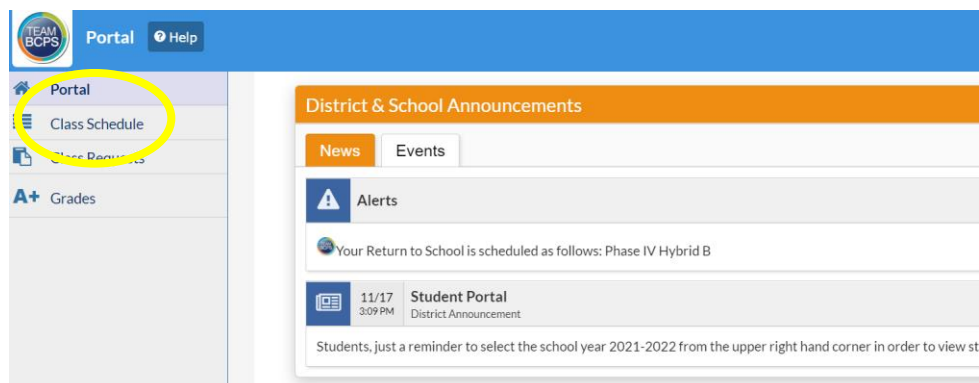 TEAM
BCPS
Portal Help
Portal
Class Schedule
Class Requests
A+ Grades
District & School Announcements
News Events
Alerts
Your Return to School is scheduled as follows: Phase IV Hybrid B
11/17 Student Portal
3:09 PM District Announcement
Students, just a reminder to select the school year 2021-2022 from the upper right hand corner in order to view st